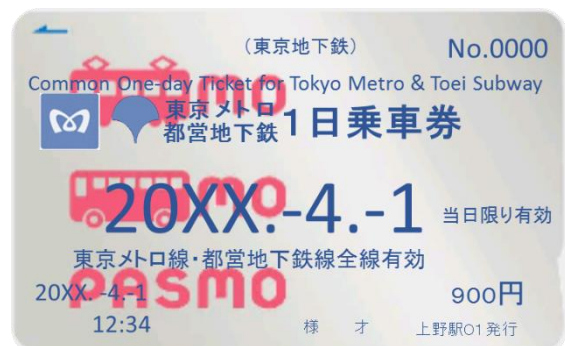 (東京地下鉄) No.0000
Common One-day Ticket for Tokyo Metro & Toei Subway
東京メトロ
都営地下鉄 1日乗車券
20XX.-4.-1 当日限り有効
東京メトロ線・都営地下鉄線全線有効
20XX.-4.-1 900円
12:34 様 才 上野駅01発行
PASMO